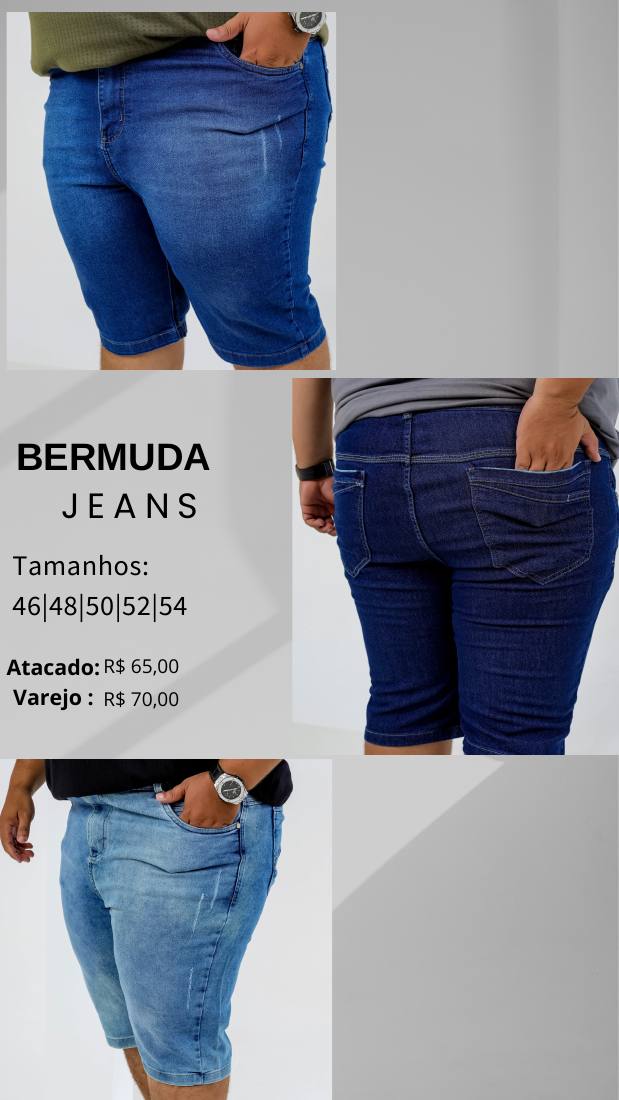 BERMUDA
JEANS
Tamanhos:
46|48|50|52|54
Atacado: R$ 65,00
Varejo : R$ 70,00